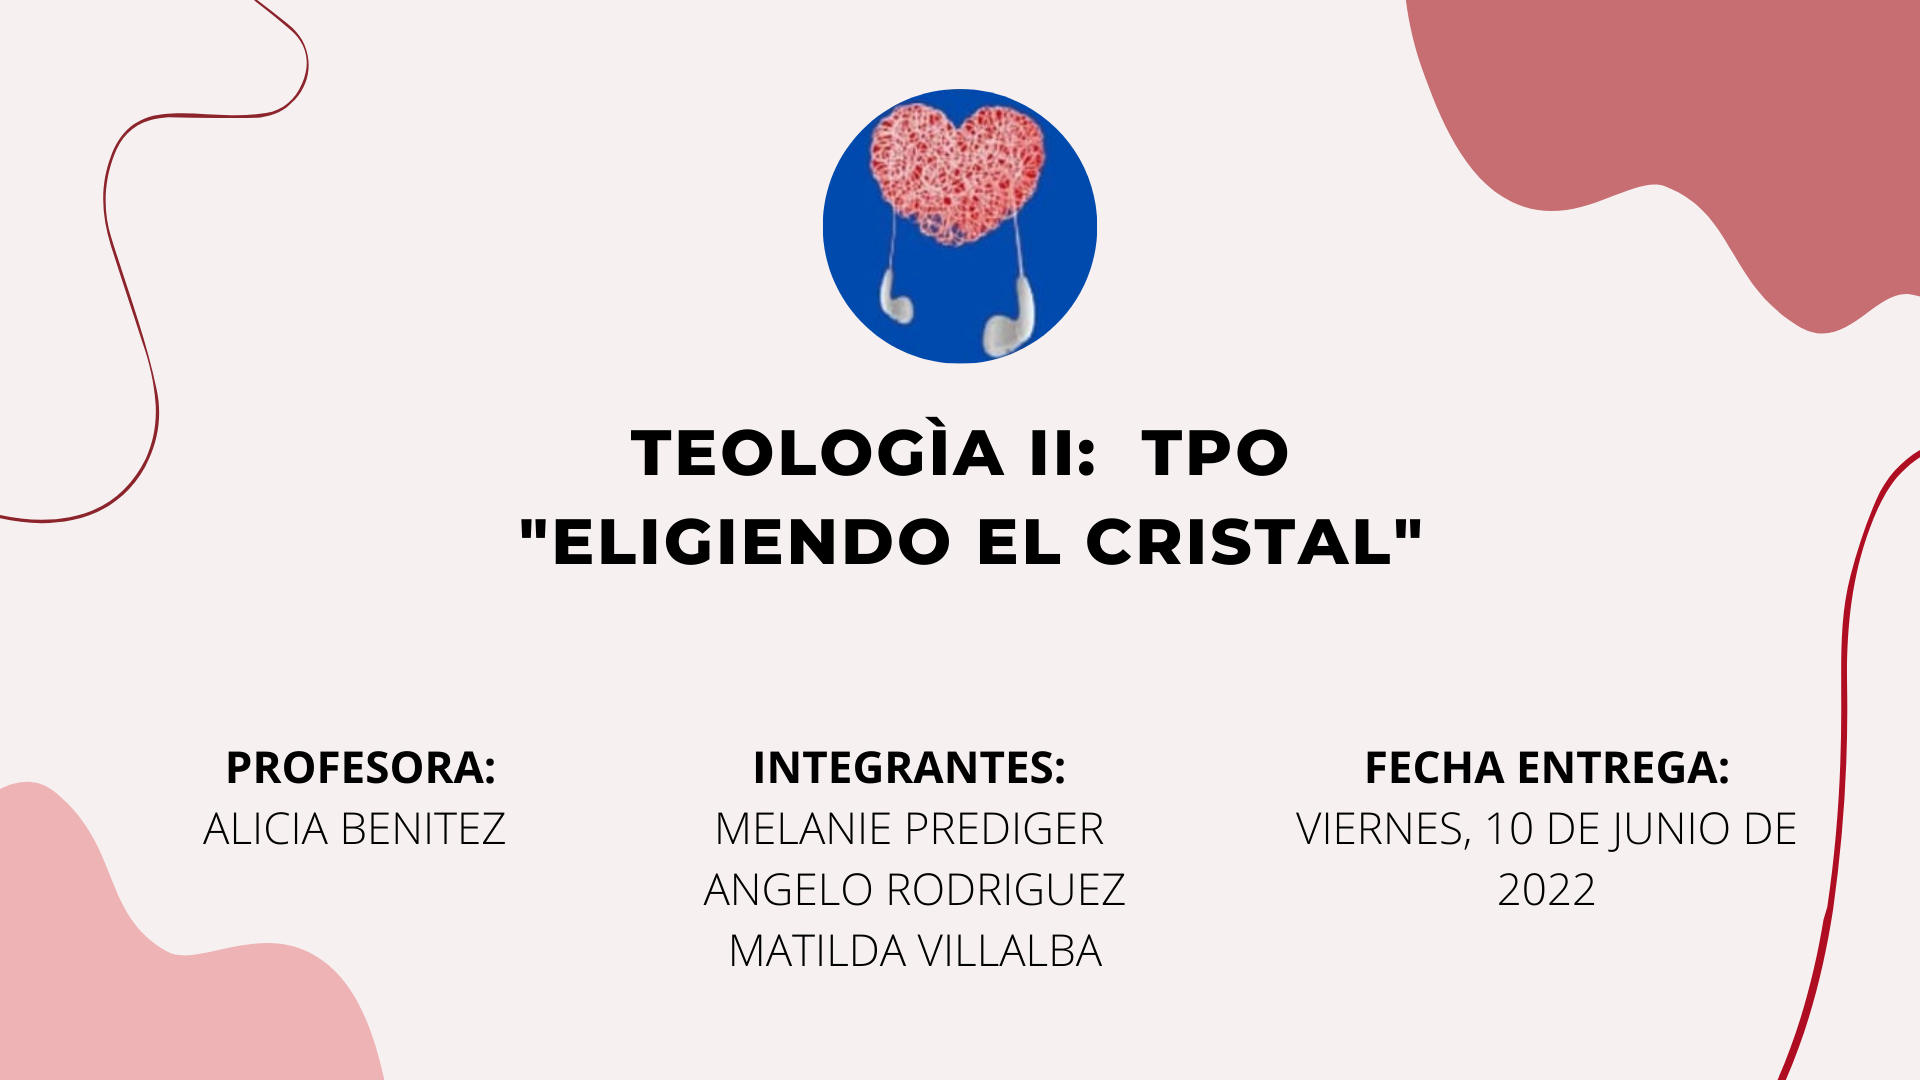 TEOLOGÌA II:  TPO
"ELIGIENDO EL CRISTAL"
PROFESORA:
ALICIA BENITEZ
INTEGRANTES:
MELANIE PREDIGER
ANGELO RODRIGUEZ
MATILDA VILLALBA
FECHA ENTREGA:
VIERNES, 10 DE JUNIO DE
2022